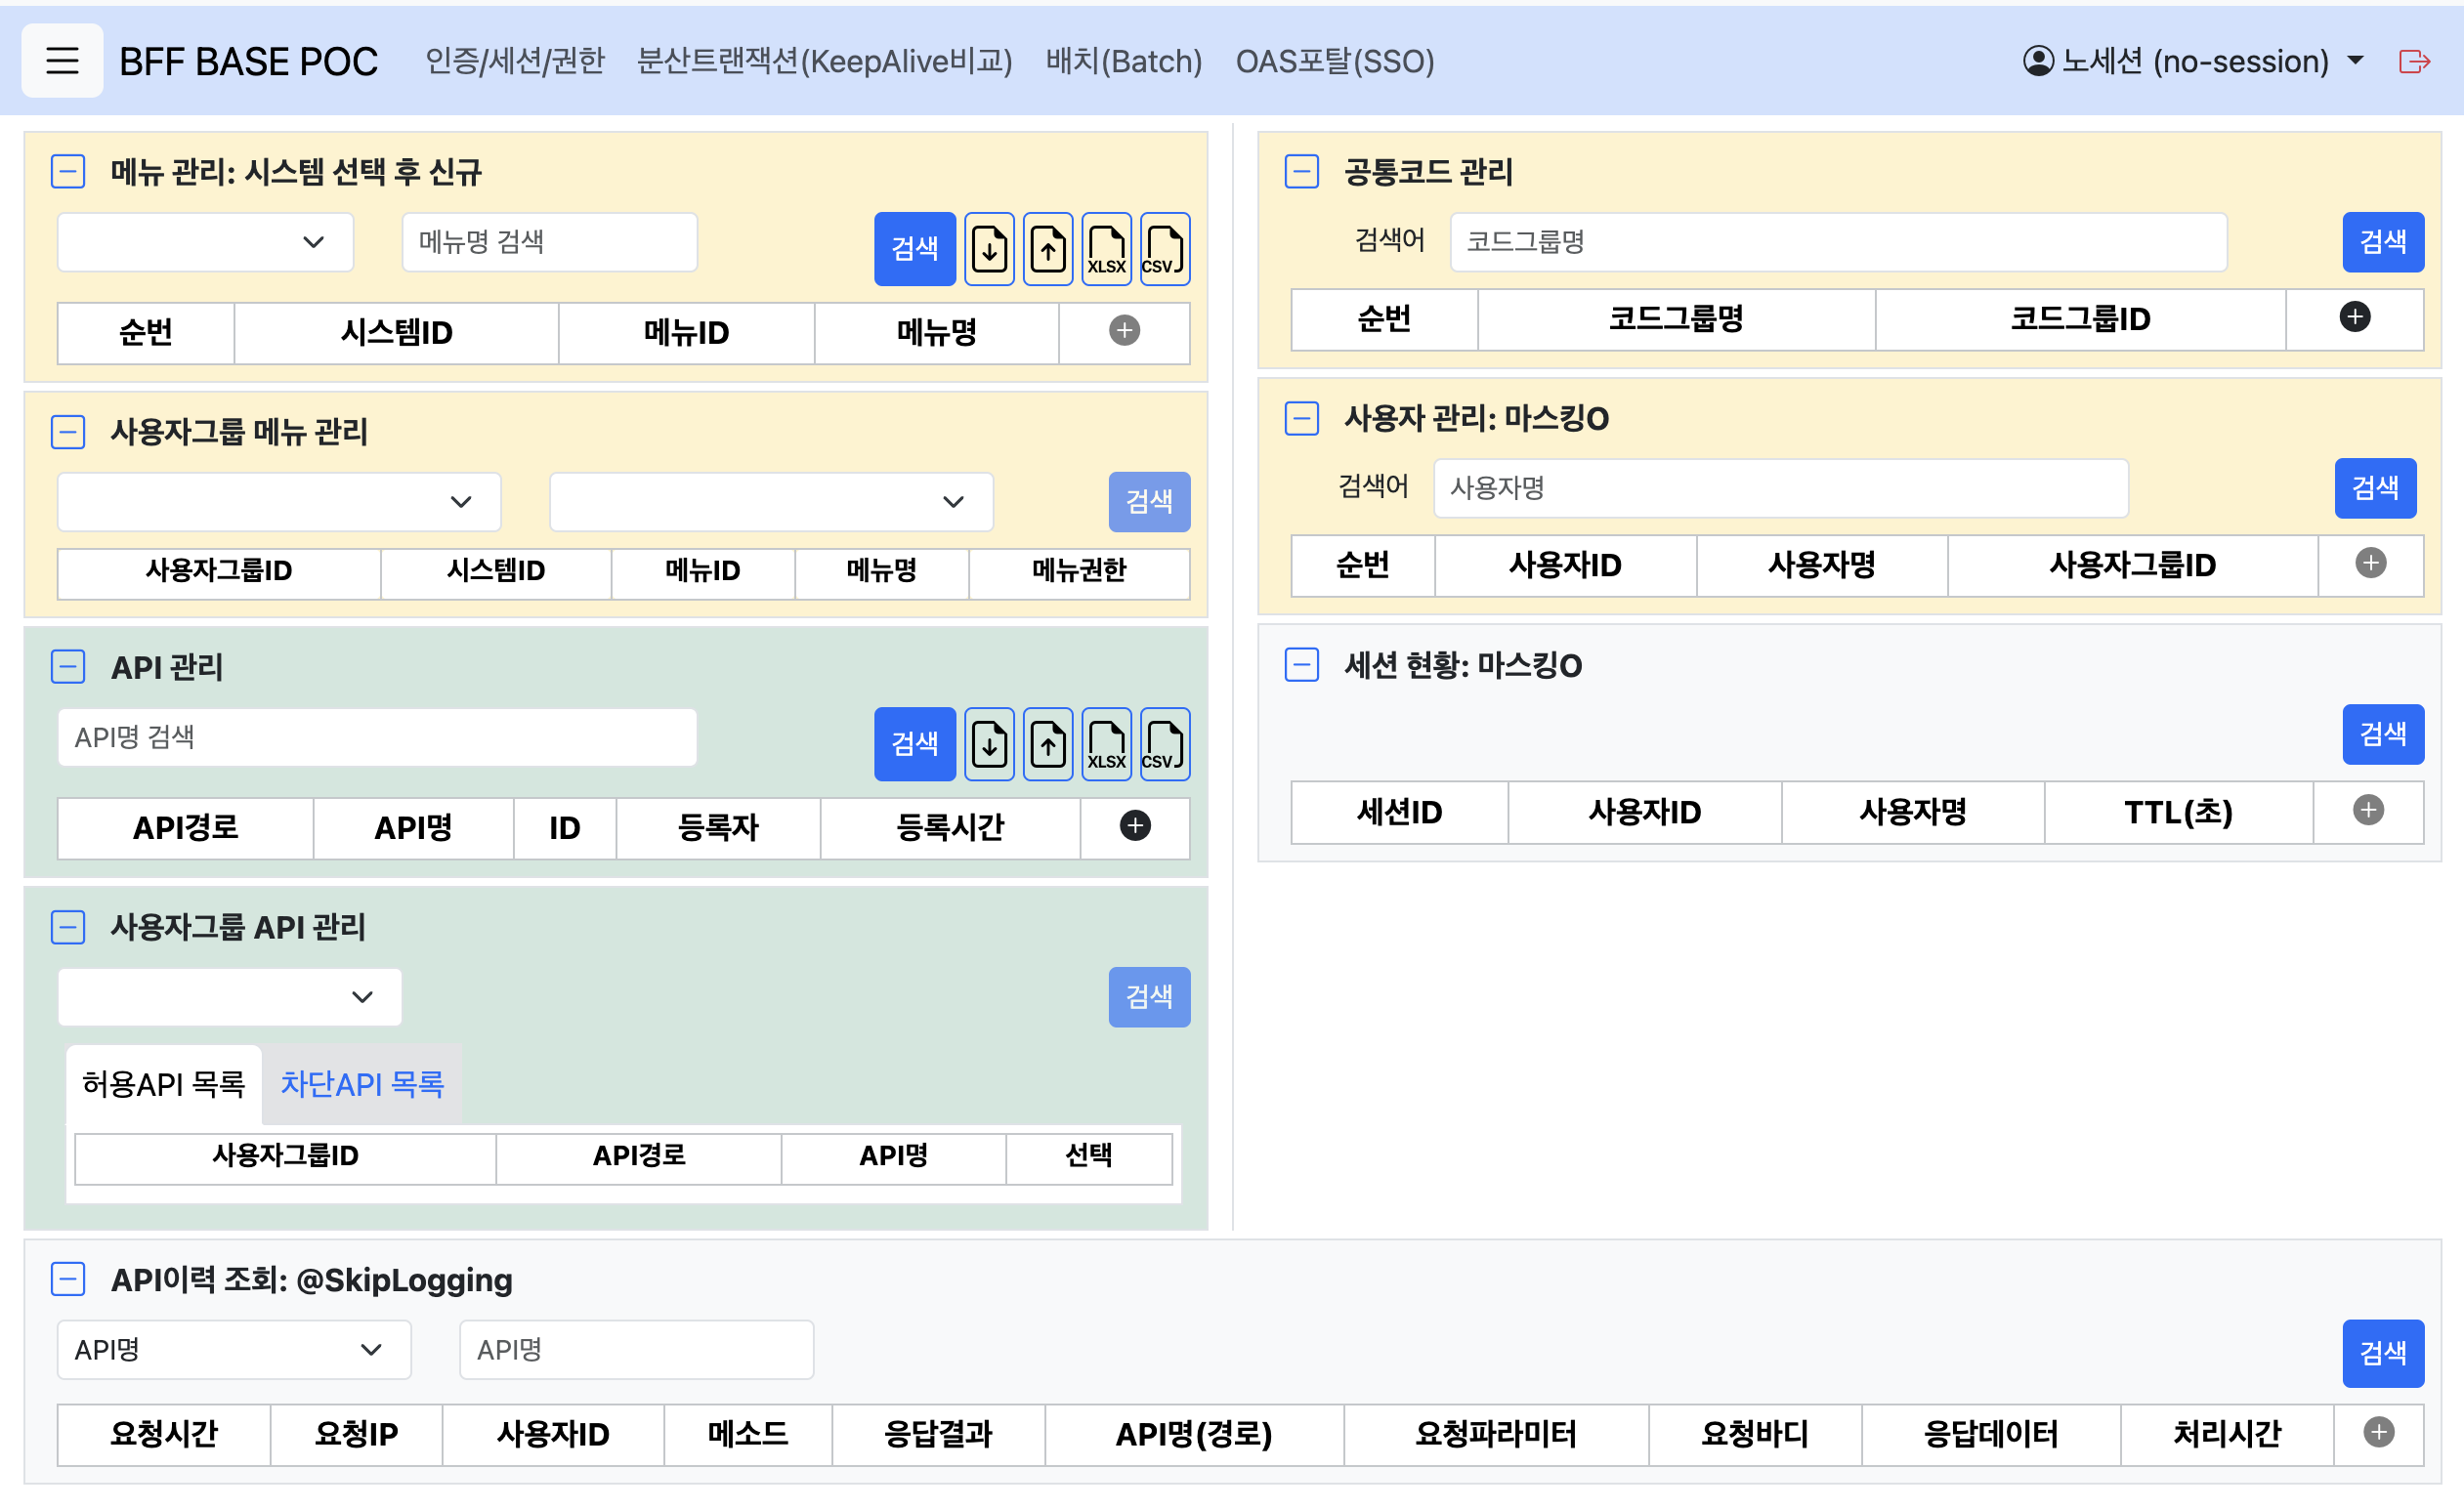 BFF BASE POC 인증/세션/권한 분산트랜잭션(KeepAlive비교) 배치(Batch) OAS포탈(SSO) 노세션 (no-session)
메뉴 관리: 시스템 선택 후 신규
메뉴명 검색 검색 XLSX CSV
순번 시스템ID 메뉴ID 메뉴명
사용자그룹 메뉴 관리
검색
사용자그룹ID 시스템ID 메뉴ID 메뉴명 메뉴권한
API 관리
API명 검색 검색 XLSX CSV
API경로 API명 ID 등록자 등록시간
사용자그룹 API 관리
검색
허용API 목록 차단API 목록
사용자그룹ID API경로 API명 선택
공통코드 관리
검색어 코드그룹명 검색
순번 코드그룹명 코드그룹ID
사용자 관리: 마스킹O
검색어 사용자명 검색
순번 사용자ID 사용자명 사용자그룹ID
세션 현황: 마스킹O
검색
세션ID 사용자ID 사용자명 TTL(초)
API이력 조회: @SkipLogging
API명 API명 검색
요청시간 요청IP 사용자ID 메소드 응답결과 API명(경로) 요청파라미터 요청바디 응답데이터 처리시간